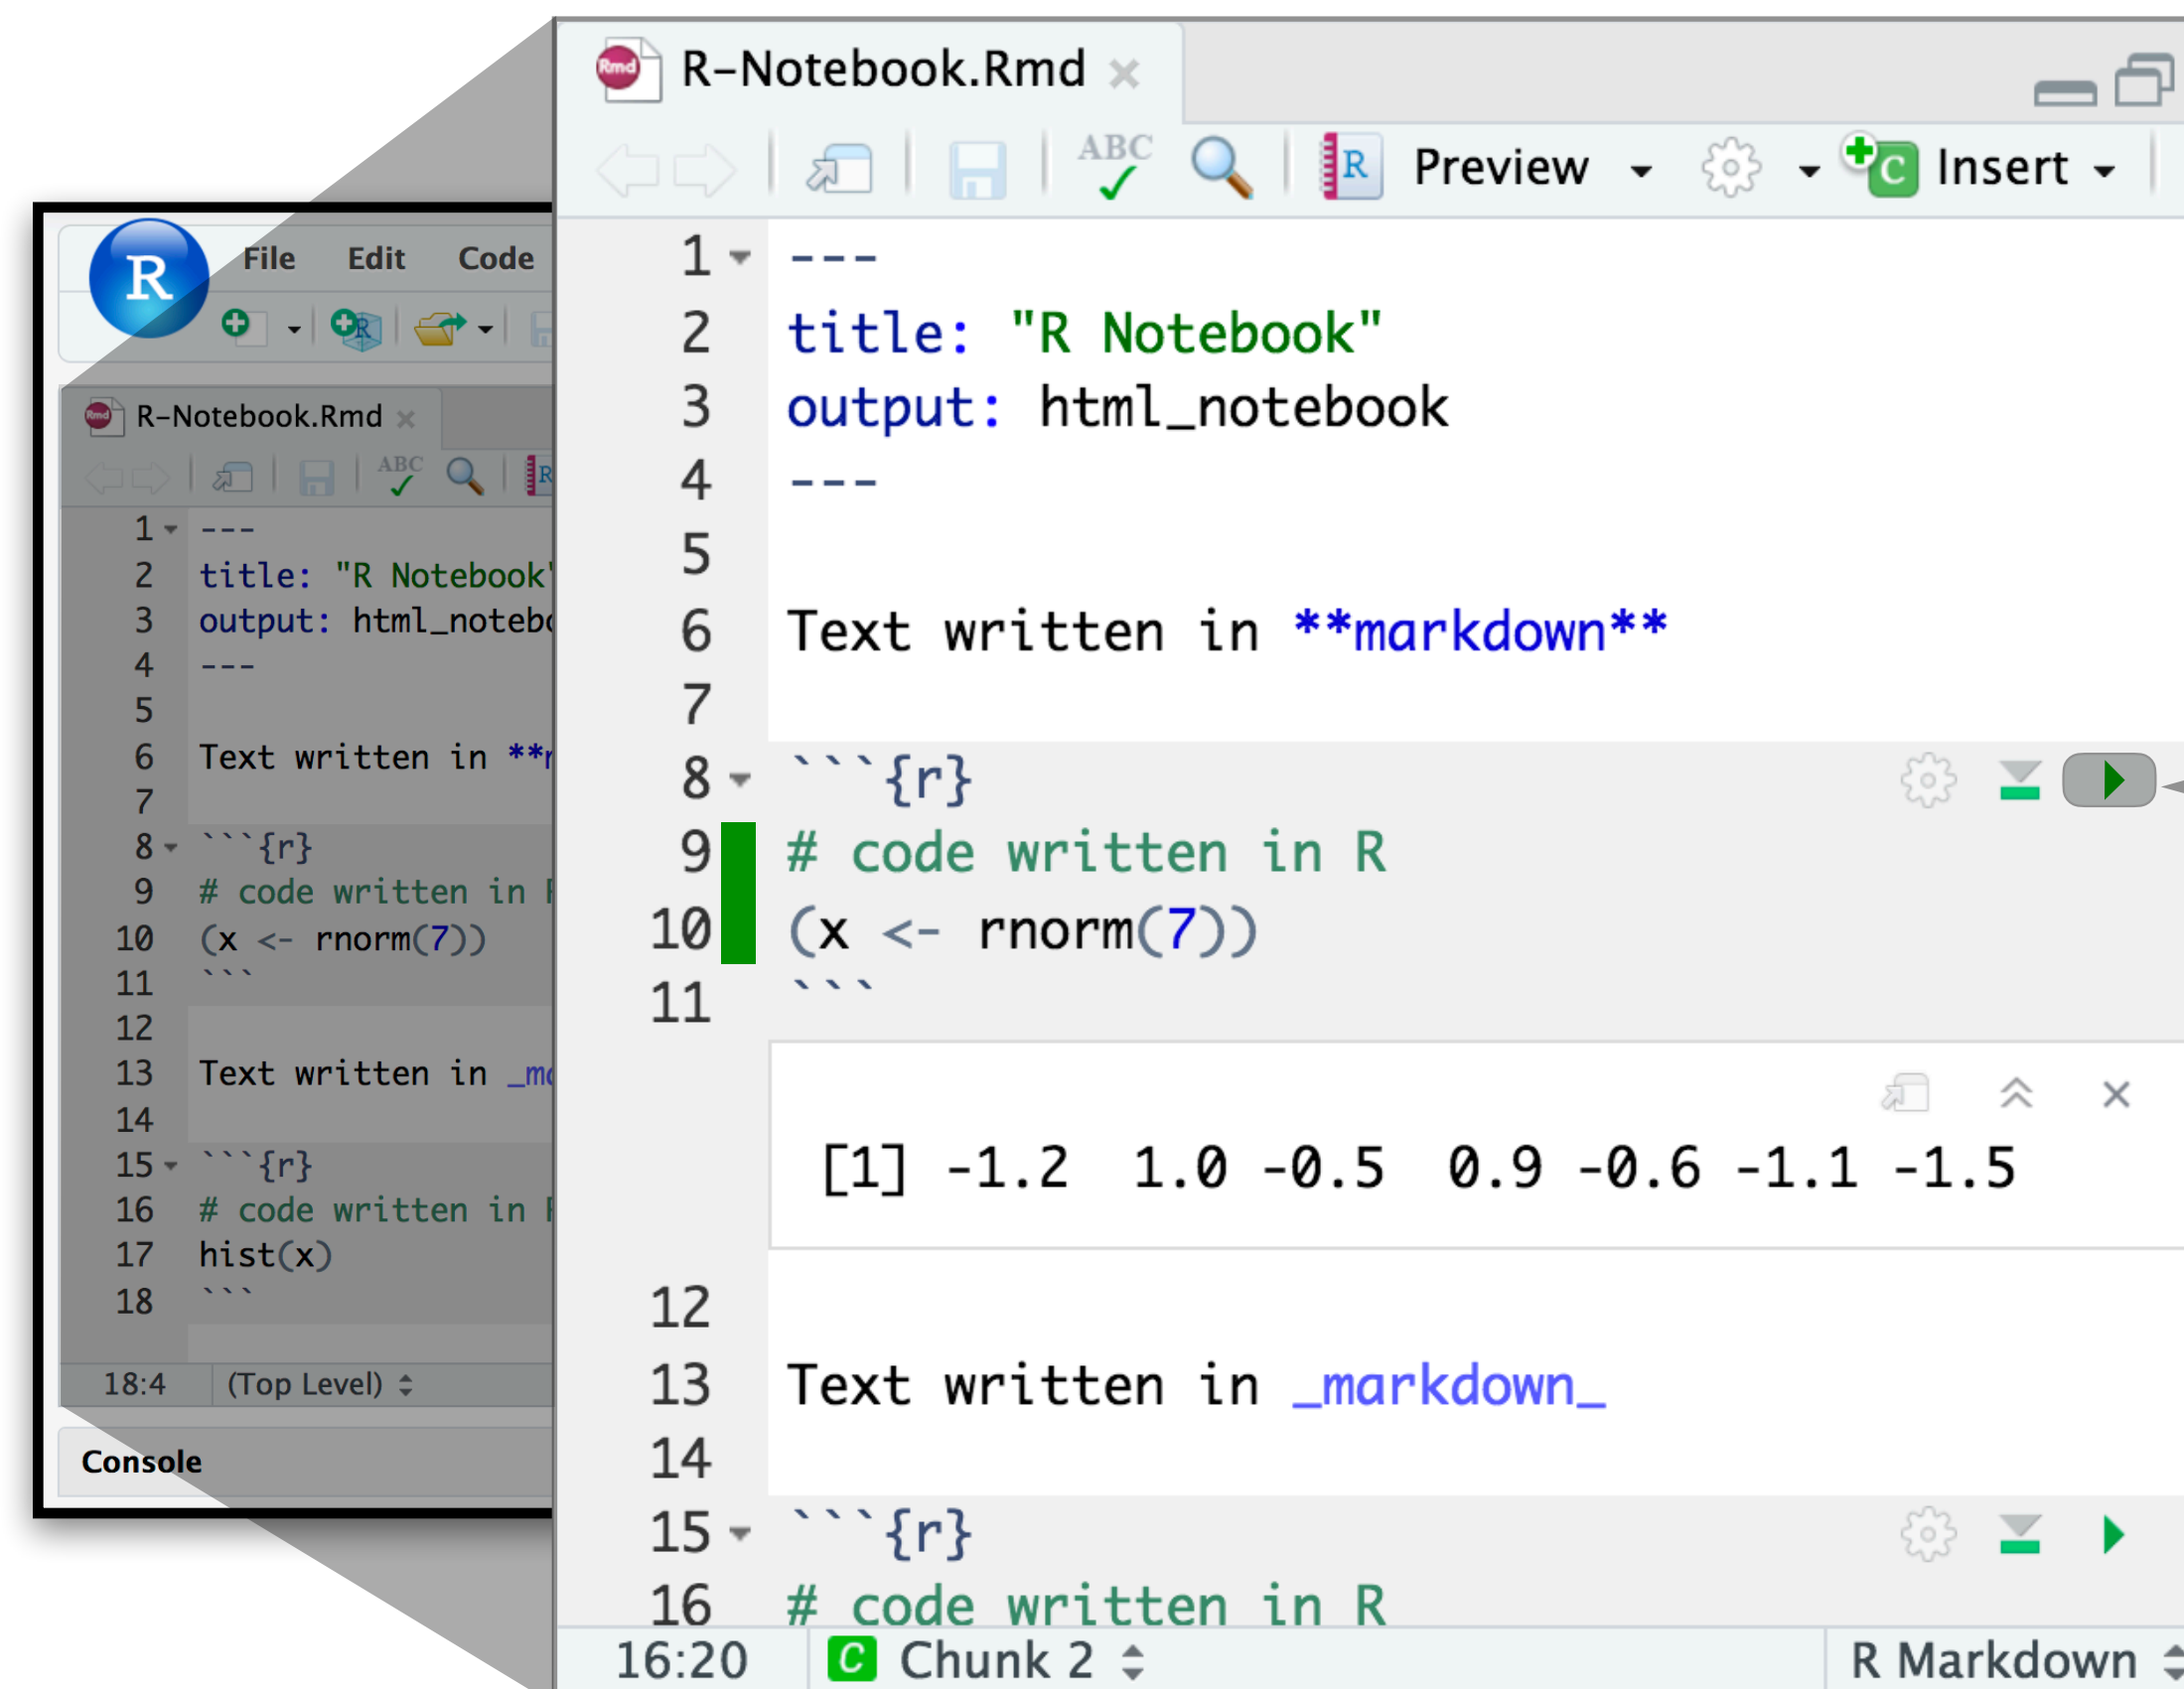 R
File Edit Code
R-Notebook.Rmd
ABC
R
1 ---
2 title: "R Notebook"
3 output: html_notebo
4 ---
5
6 Text written in **
7
8 ```{r}
9 # code written in
10 (x <- rnorm(7))
11 ```
12
13 Text written in _m
14
15 ```{r}
16 # code written in
17 hist(x)
18 ```
18:4 (Top Level)
Console
Rmd R-Notebook.Rmd
ABC R Preview C Insert
1 ---
2 title: "R Notebook"
3 output: html_notebook
4 ---
5
6 Text written in **markdown**
7
8 ```{r}
9 # code written in R
10 (x <- rnorm(7))
11 ```
[1] -1.2 1.0 -0.5 0.9 -0.6 -1.1 -1.5
12
13 Text written in _markdown_
14
15 ```{r}
16 # code written in R
16:20 C Chunk 2 R Markdown